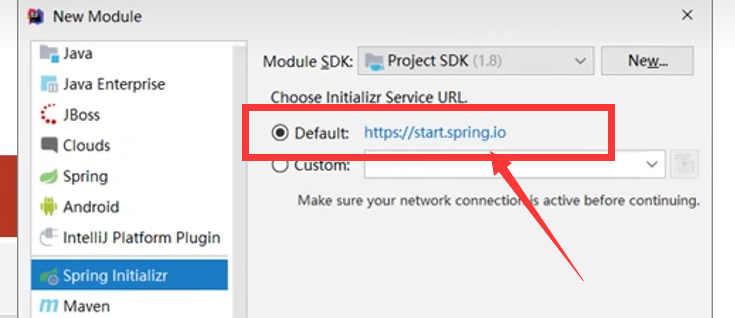 New Module
Java
Java Enterprise
JBoss
Clouds
Spring
Android
IntelliJ Platform Plugin
Spring Initializr
Maven
Module SDK: Project SDK (1.8) New...
Choose Initializr Service URL.
Default: https://start.spring.io
Custom:
Make sure your network connection is active before continuing.